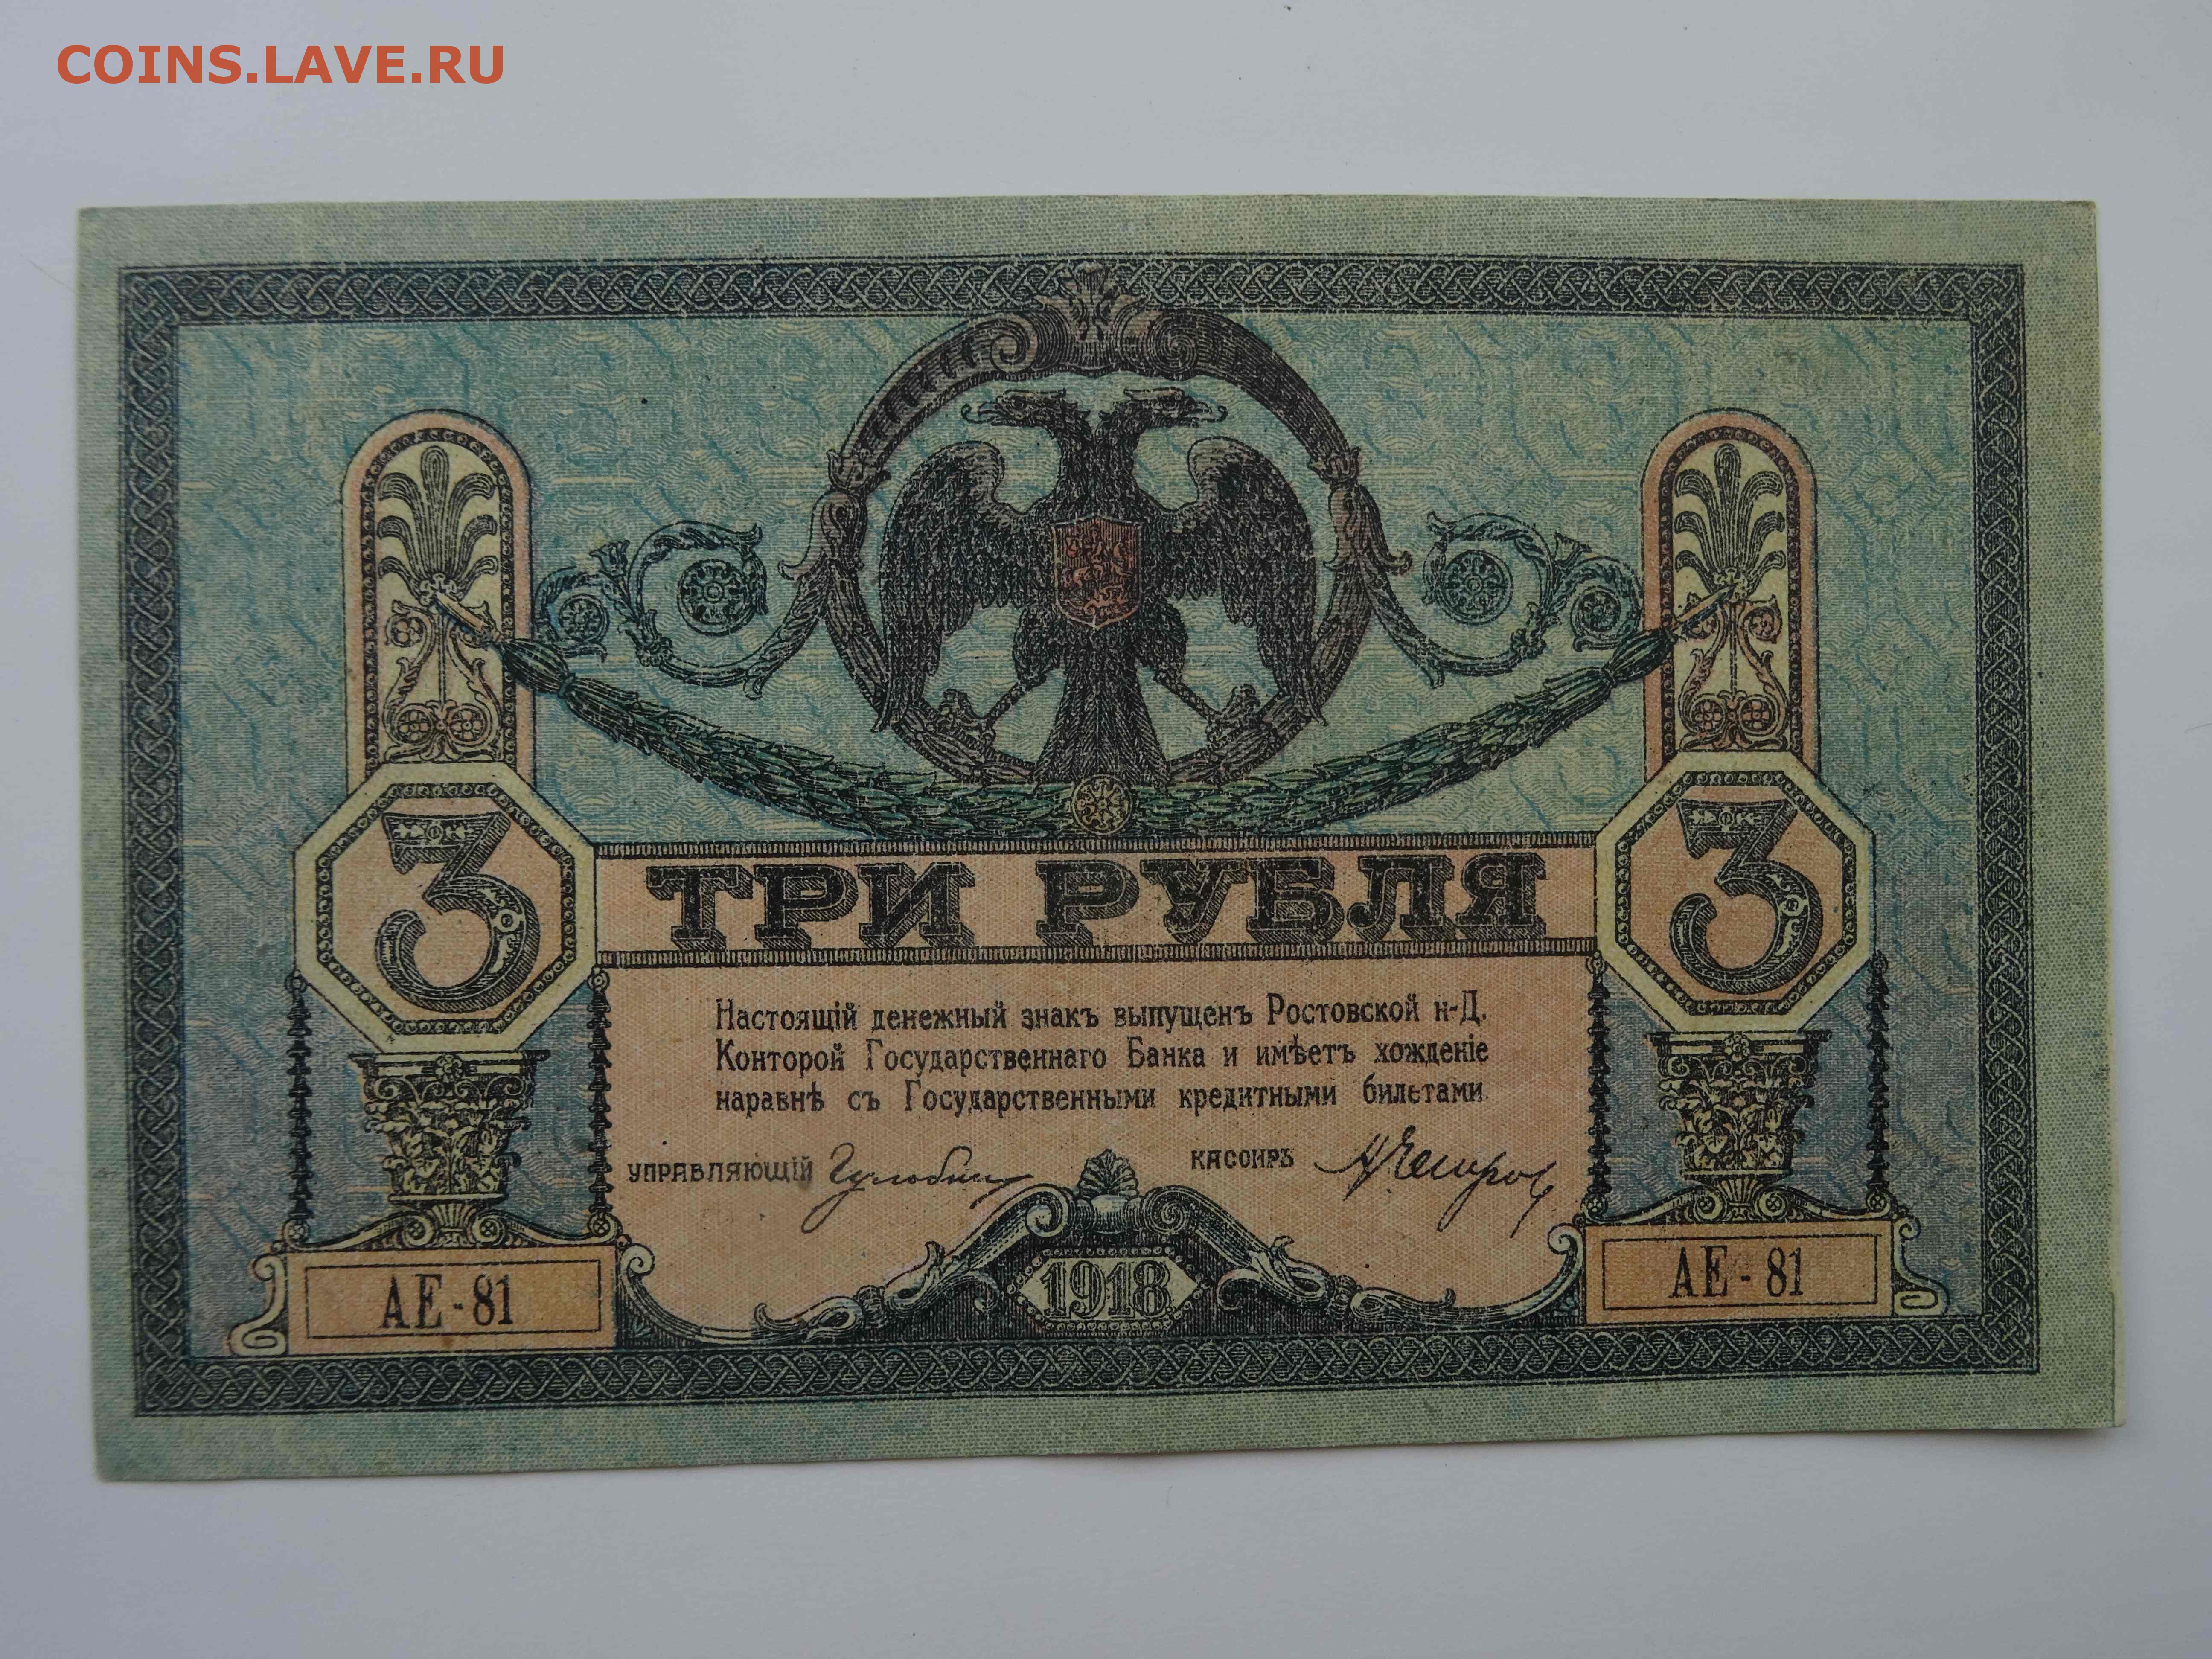 COINS.LAVE.RU
3
3
ТРИ РУБЛЯ
Настоящій денежный знакъ выпущенъ Ростовской н-Д.
Конторой Государственнаго Банка и имѣетъ хожденіе
наравнѣ съ Государственными кредитными билетами
УПРАВЛЯЮЩІЙ
КАССИРЪ
АЕ-81
1918
АЕ-81